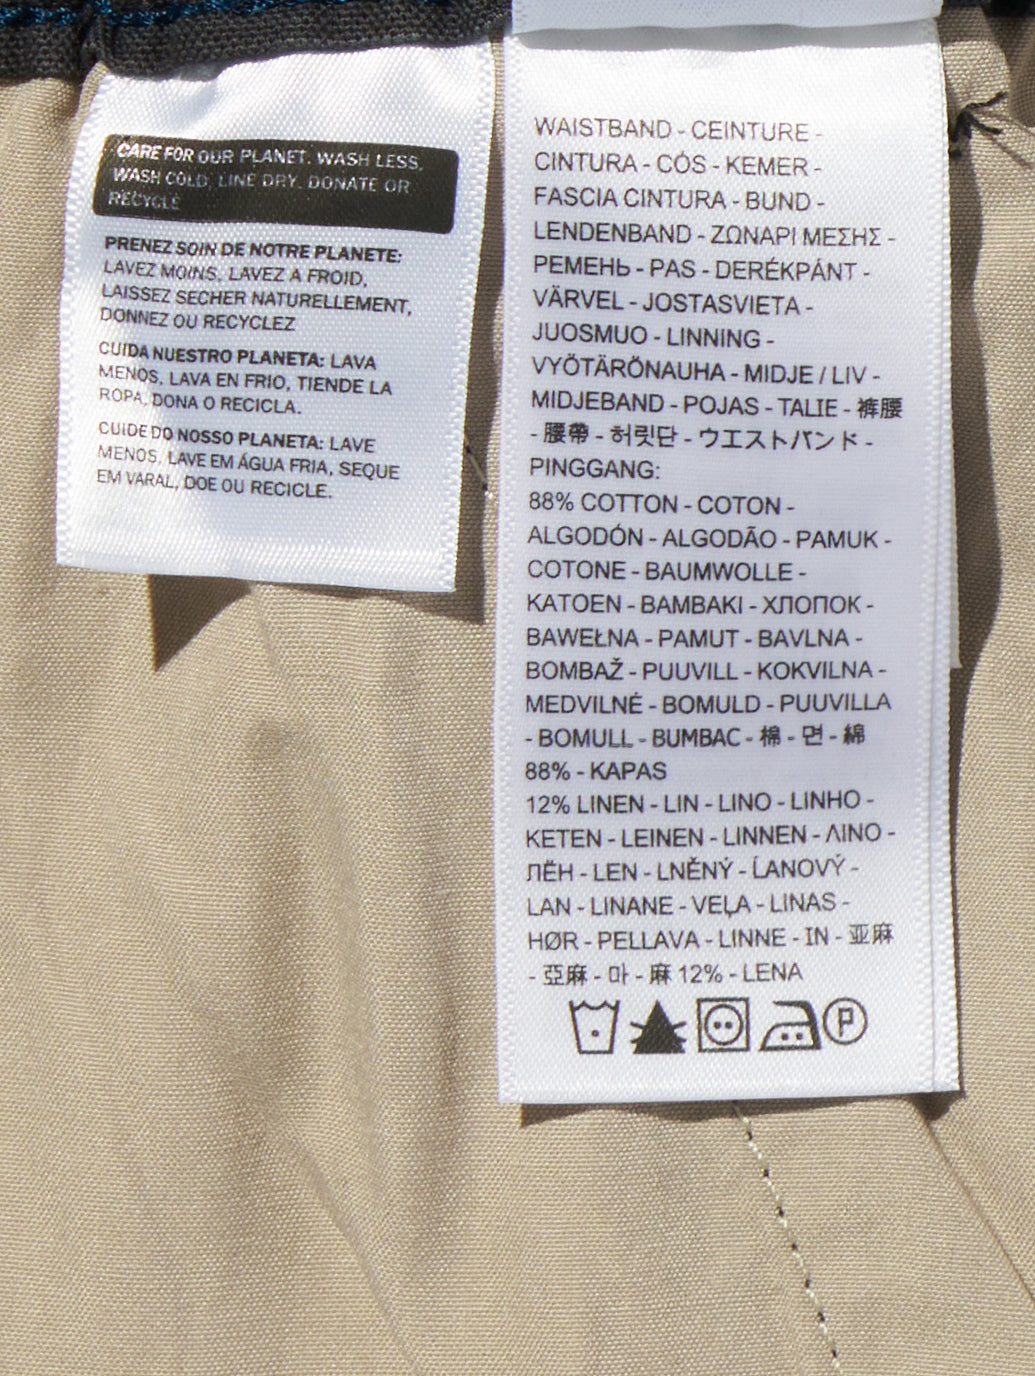 CARE FOR OUR PLANET. WASH LESS,
WASH COLD, LINE DRY, DONATE OR
RECYCLE
PRENEZ SOIN DE NOTRE PLANETE:
LAVEZ MOINS, LAVEZ A FROID,
LAISSEZ SECHER NATURELLEMENT,
DONNEZ OU RECYCLEZ
CUIDA NUESTRO PLANETA: LAVA
MENOS, LAVA EN FRIO, TIENDE LA
ROPA, DONA O RECICLA.
CUIDE DO NOSSO PLANETA: LAVE
MENOS, LAVE EM ÁGUA FRIA, SEQUE
EM VARAL, DOE OU RECICLE.
WAISTBAND - CEINTURE -
CINTURA - CÓS - KEMER -
FASCIA CINTURA - BUND -
LENDENBAND - ΖΩΝΑΡΙ ΜΕΣΗΣ -
РЕМЕНЬ - PAS - DERÉKPÁNT -
VÄRVEL - JOSTASVIETA -
JUOSMUO - LINNING -
VYÖTÄRÖNAUHA - MIDJE / LIV -
MIDJEBAND - POJAS - TALIE - 裤腰
- 腰帶 - 허릿단 - ウエストバンド -
PINGGANG:
88% COTTON - COTON -
ALGODÓN - ALGODÃO - PAMUK -
COTONE - BAUMWOLLE -
KATOEN - BAMBAKI - ХЛОПОК -
BAWEŁNA - PAMUT - BAVLNA -
BOMBAŽ - PUUVILL - KOKVILNA -
MEDVILNĖ - BOMULD - PUUVILLA
- BOMULL - BUMBAC - 棉 - 면 - 綿
88% - KAPAS
12% LINEN - LIN - LINO - LINHO -
KETEN - LEINEN - LINNEN - ΛΙΝΟ -
ЛЁН - LEN - LNĚNÝ - ĹANOVÝ -
LAN - LINANE - VEĻA - LINAS -
HØR - PELLAVA - LINNE - IN - 亚麻
- 亞麻 - 마 - 麻 12% - LENA
P